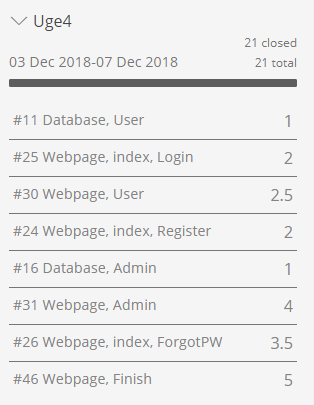 Uge4
21 closed
03 Dec 2018-07 Dec 2018 21 total
#11 Database, User 1
#25 Webpage, index, Login 2
#30 Webpage, User 2.5
#24 Webpage, index, Register 2
#16 Database, Admin 1
#31 Webpage, Admin 4
#26 Webpage, index, ForgotPW 3.5
#46 Webpage, Finish 5